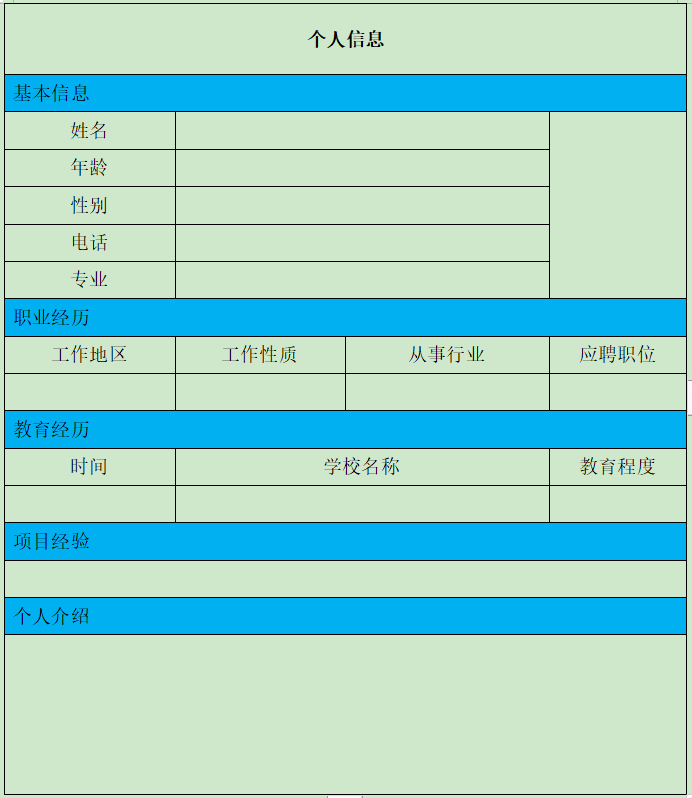 个人信息
基本信息
姓名
年龄
性别
电话
专业
职业经历
工作地区 工作性质 从事行业 应聘职位
教育经历
时间 学校名称 教育程度
项目经验
个人介绍